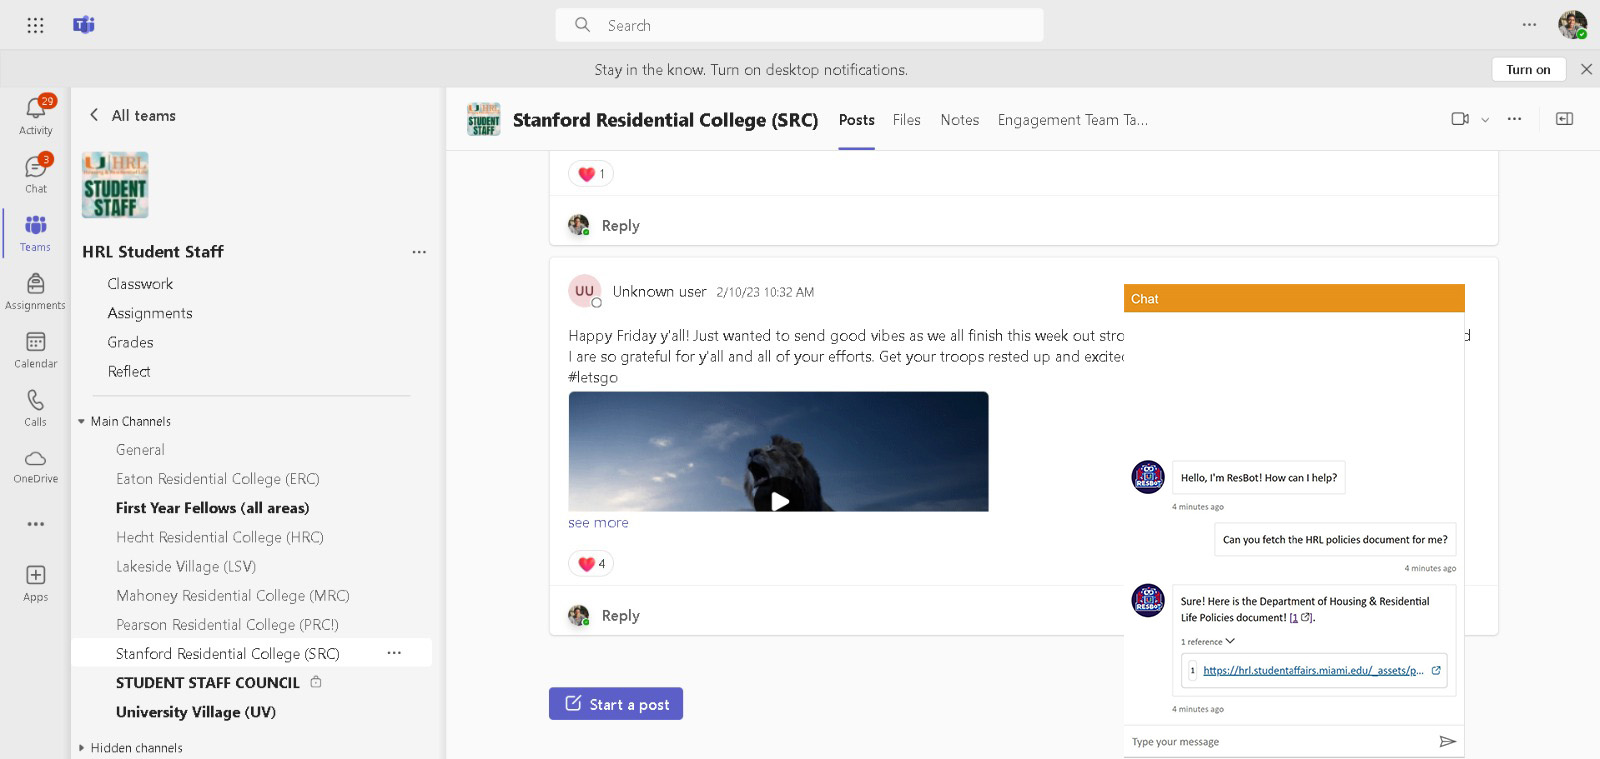 Search
Stay in the know. Turn on desktop notifications.
Turn on
29
Activity
3
Chat
Teams
Assignments
Calendar
Calls
OneDrive
Apps
All teams
U HRL
STUDENT
STAFF
HRL Student Staff
Classwork
Assignments
Grades
Reflect
Main Channels
General
Eaton Residential College (ERC)
First Year Fellows (all areas)
Hecht Residential College (HRC)
Lakeside Village (LSV)
Mahoney Residential College (MRC)
Pearson Residential College (PRC!)
Stanford Residential College (SRC)
STUDENT STAFF COUNCIL
University Village (UV)
Hidden channels
HRL
STUDENT
STAFF
Stanford Residential College (SRC)
Posts
Files
Notes
Engagement Team Ta...
1
Reply
UU
Unknown user 2/10/23 10:32 AM
Happy Friday y'all! Just wanted to send good vibes as we all finish this week out stro
I are so grateful for y'all and all of your efforts. Get your troops rested up and excited
#letsgo
see more
4
Reply
Start a post
Chat
RESBOT
Hello, I'm ResBot! How can I help?
4 minutes ago
Can you fetch the HRL policies document for me?
4 minutes ago
RESBOT
Sure! Here is the Department of Housing & Residential
Life Policies document! [1].
1 reference
1 https://hrl.studentaffairs.miami.edu/_assets/p...
4 minutes ago
Type your message